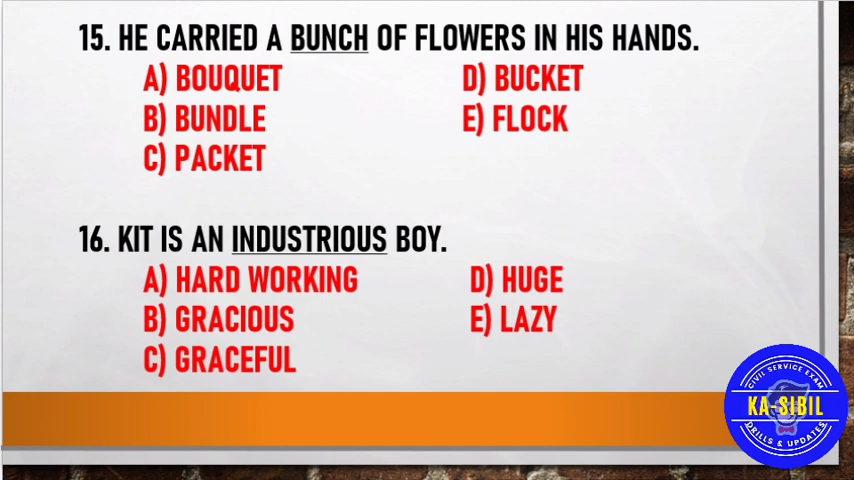 15. HE CARRIED A BUNCH OF FLOWERS IN HIS HANDS.
A) BOUQUET
B) BUNDLE
C) PACKET
D) BUCKET
E) FLOCK
16. KIT IS AN INDUSTRIOUS BOY.
A) HARD WORKING
B) GRACIOUS
C) GRACEFUL
D) HUGE
E) LAZY
CIVIL SERVICE EXAM
KA-SIBIL
DRILLS & UPDATES